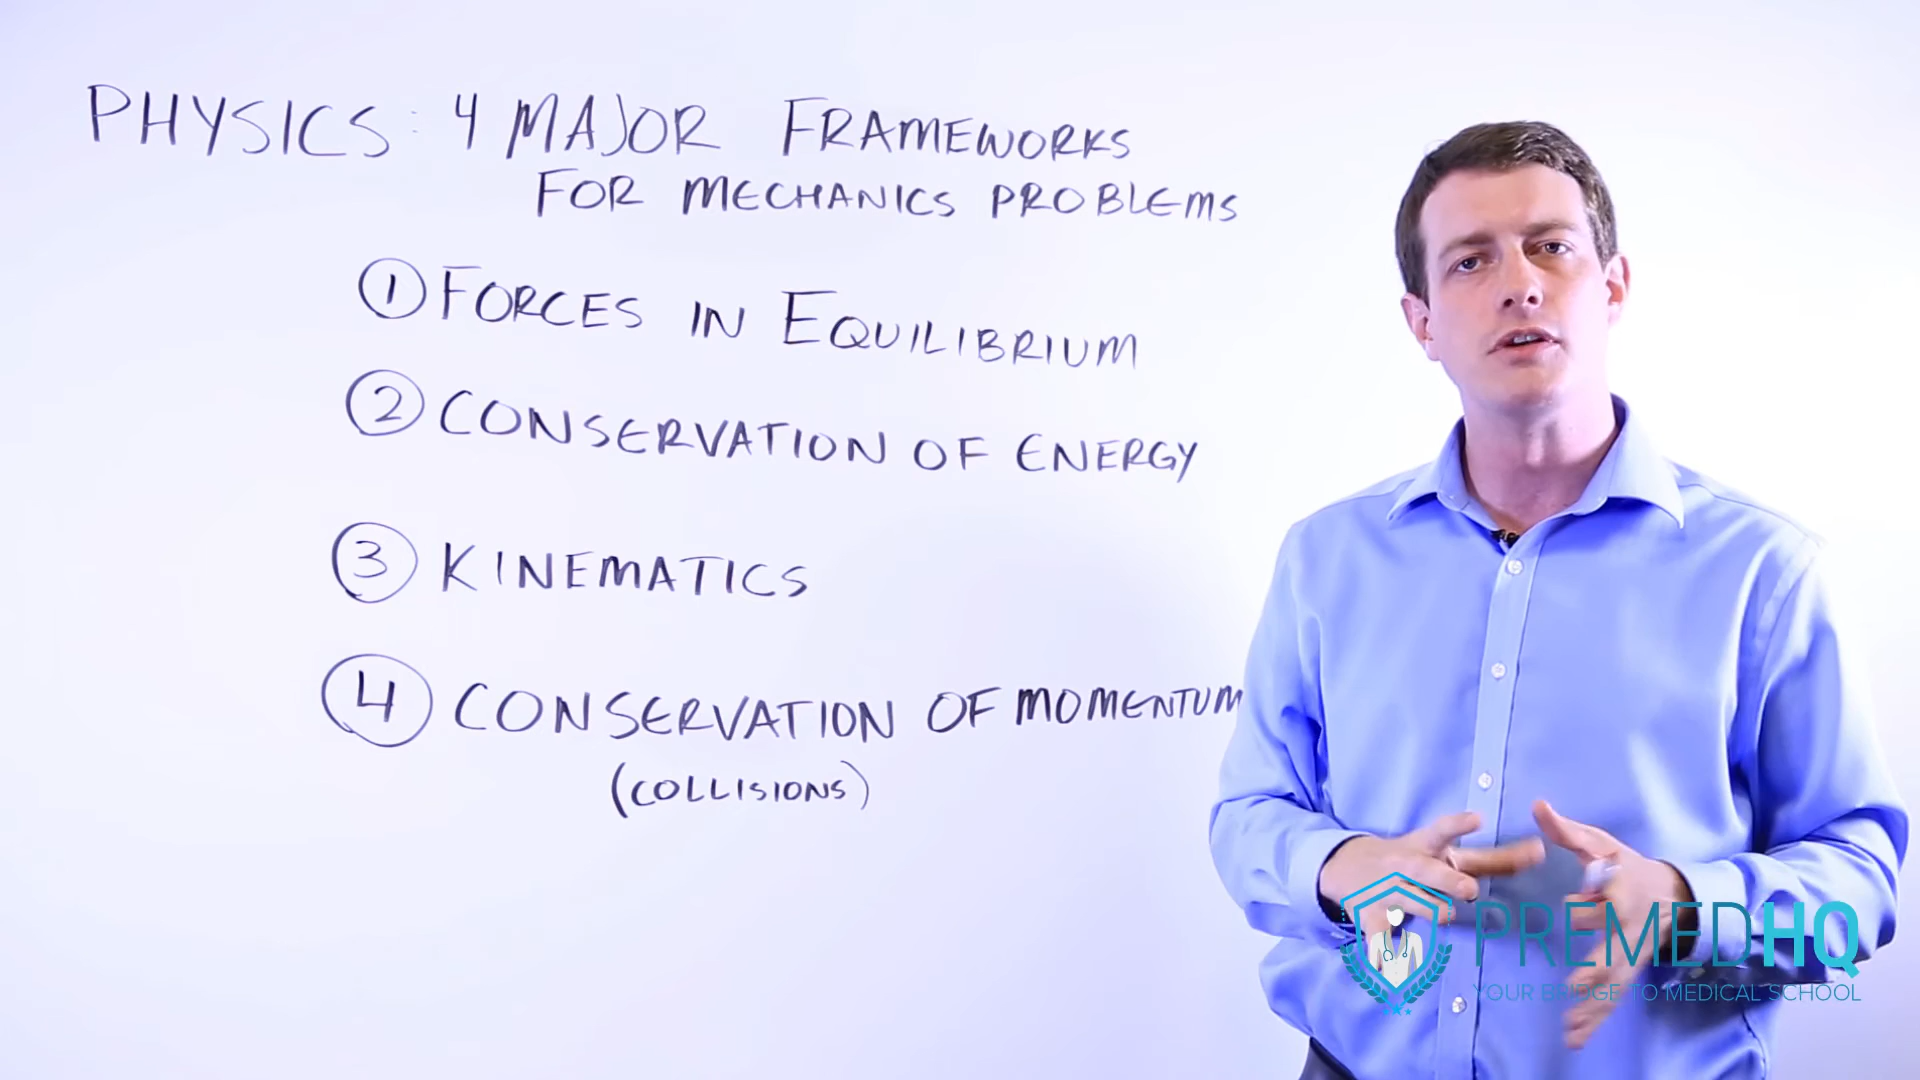 PHYSICS: 4 MAJOR FRAMEWORKS
FOR MECHANICS PROBLEMS
① FORCES IN EQUILIBRIUM
② CONSERVATION OF ENERGY
③ KINEMATICS
④ CONSERVATION OF MOMENTUM
(COLLISIONS)
PREMEDHQ
YOUR BRIDGE TO MEDICAL SCHOOL